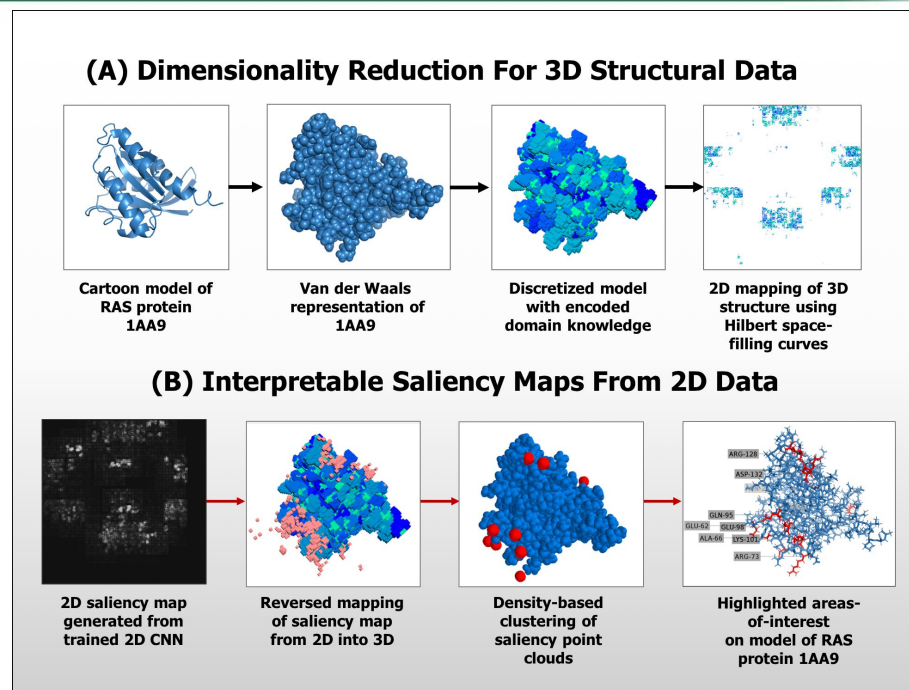 (A) Dimensionality Reduction For 3D Structural Data
Cartoon model of
RAS protein
1AA9
Van der Waals
representation of
1AA9
Discretized model
with encoded
domain knowledge
2D mapping of 3D
structure using
Hilbert space-
filling curves
(B) Interpretable Saliency Maps From 2D Data
ARG-128
ASP-132
GLN-95
GLU-62
GLU-98
ALA-66
LYS-101
ARG-73
2D saliency map
generated from
trained 2D CNN
Reversed mapping
of saliency map
from 2D into 3D
Density-based
clustering of
saliency point
clouds
Highlighted areas-
of-interest
on model of RAS
protein 1AA9